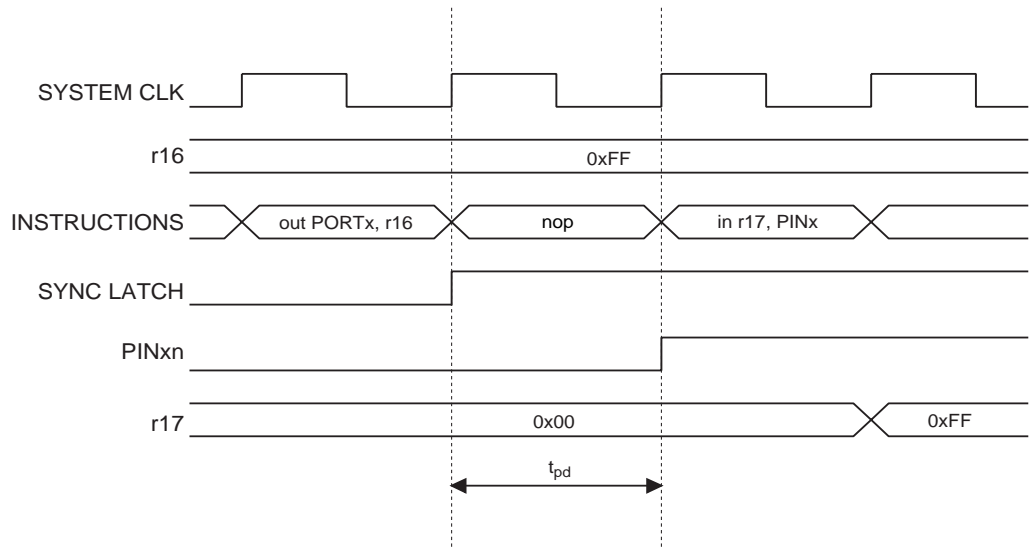 SYSTEM CLK
r16
0xFF
INSTRUCTIONS
out PORTx, r16
nop
in r17, PINx
SYNC LATCH
PINxn
r17
0x00
0xFF
tpd